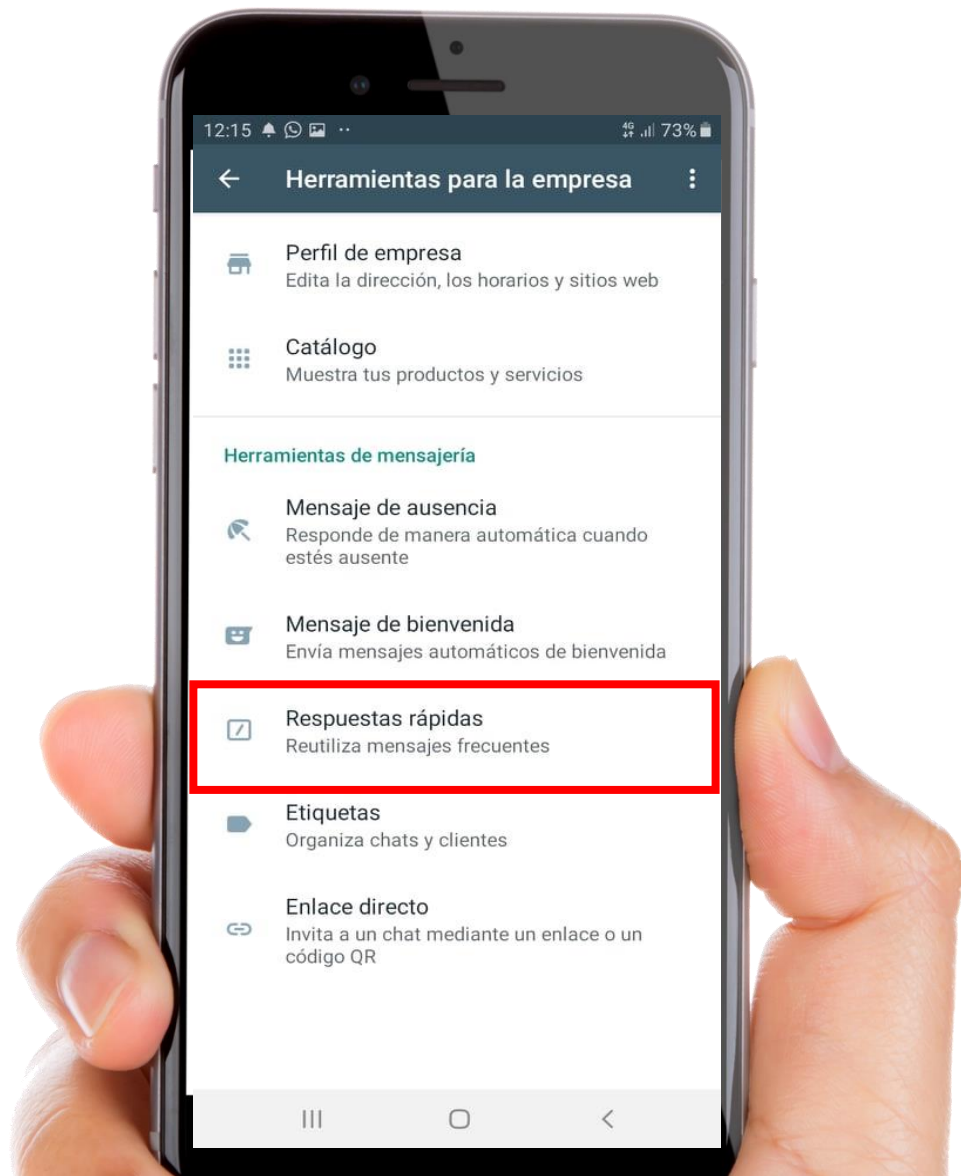 12:15
4G
73%
Herramientas para la empresa
Perfil de empresa
Edita la dirección, los horarios y sitios web
Catálogo
Muestra tus productos y servicios
Herramientas de mensajería
Mensaje de ausencia
Responde de manera automática cuando
estés ausente
Mensaje de bienvenida
Envía mensajes automáticos de bienvenida
Respuestas rápidas
Reutiliza mensajes frecuentes
Etiquetas
Organiza chats y clientes
Enlace directo
Invita a un chat mediante un enlace o un
código QR